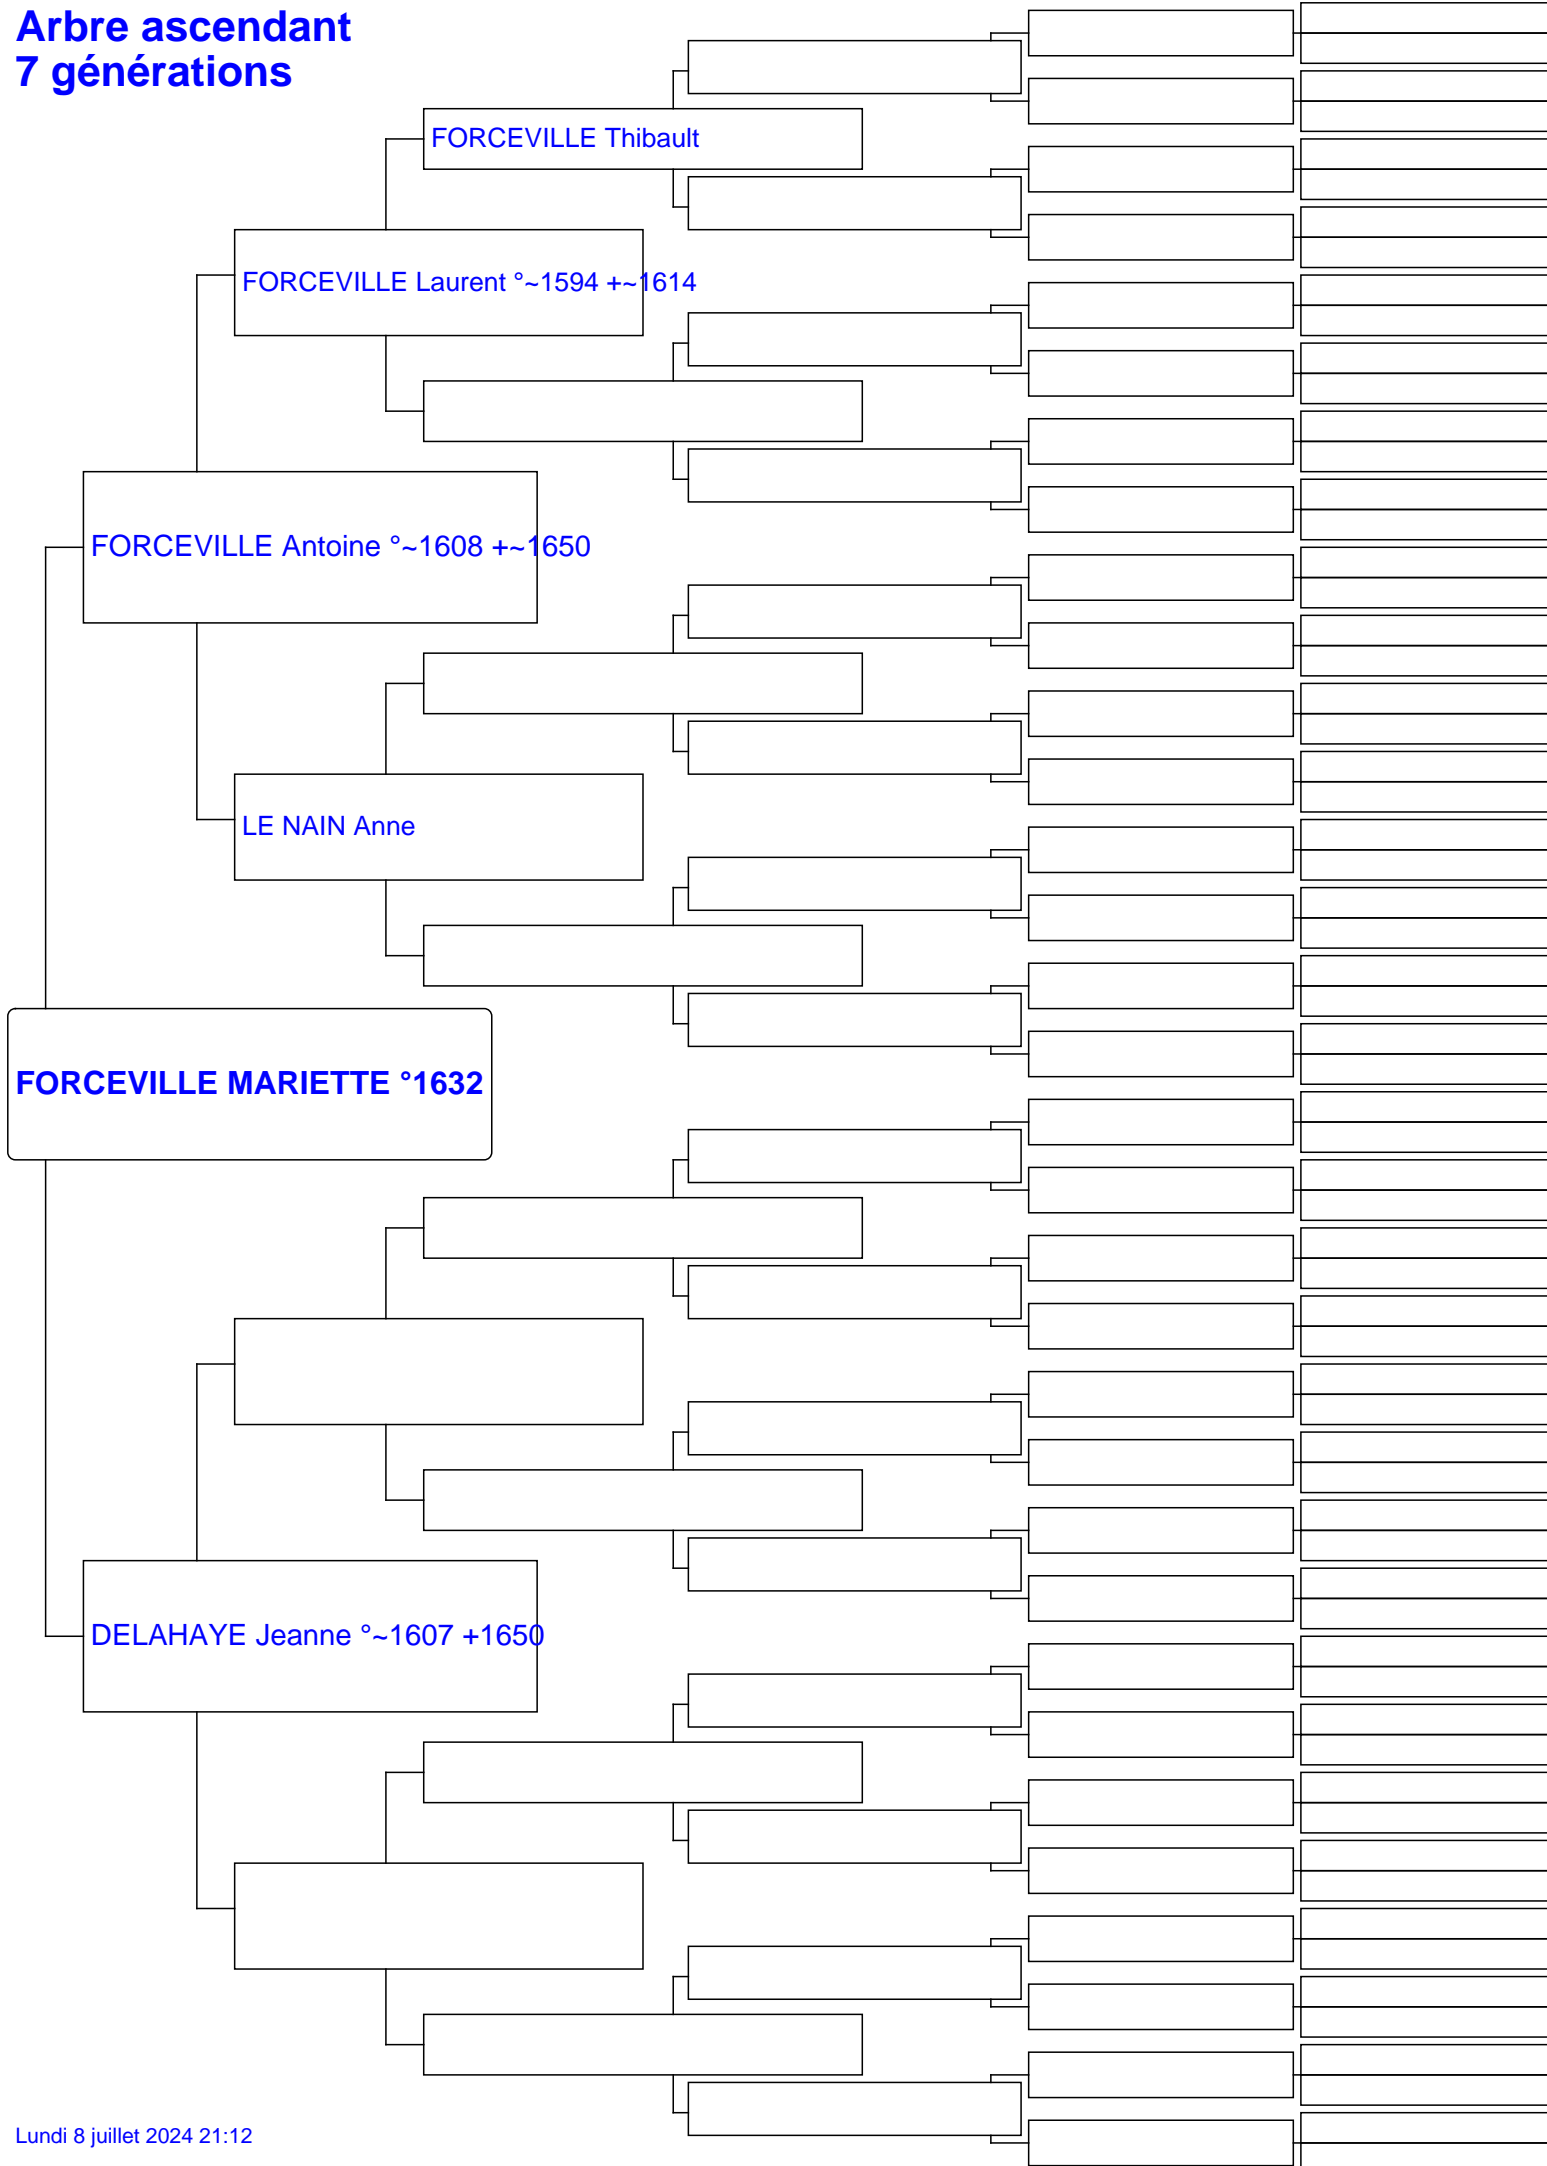 Arbre ascendant
7 générations
FORCEVILLE Thibault
FORCEVILLE Laurent °~1594 +~1614
FORCEVILLE Antoine °~1608 +~1650
LE NAIN Anne
FORCEVILLE MARIETTE °1632
DELAHAYE Jeanne °~1607 +1650
Lundi 8 juillet 2024 21:12